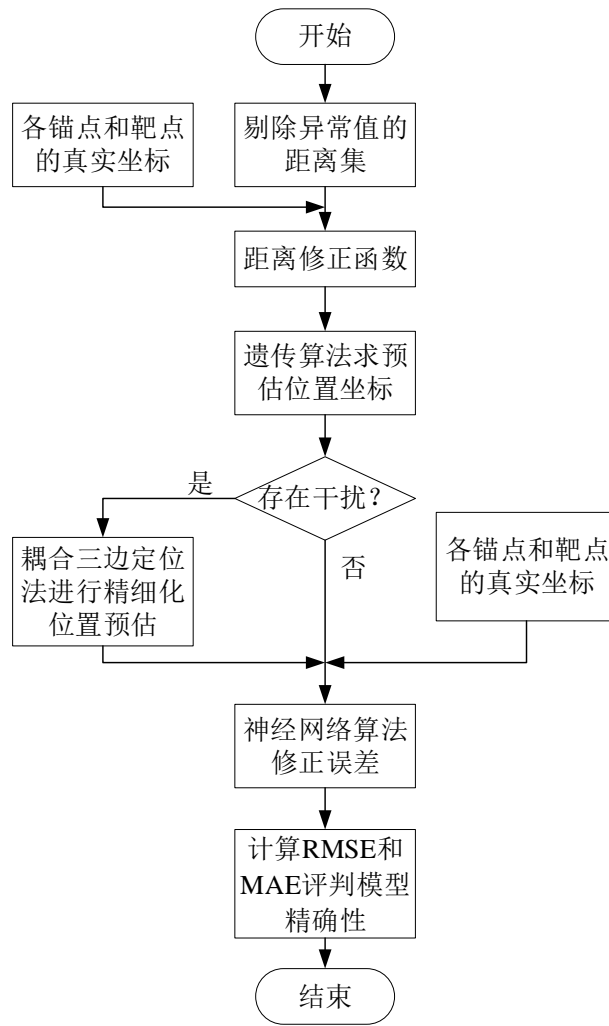 开始
各锚点和靶点
的真实坐标
剔除异常值的
距离集
距离修正函数
遗传算法求预
估位置坐标
存在干扰？
是
否
耦合三边定位
法进行精细化
位置预估
各锚点和靶点
的真实坐标
神经网络算法
修正误差
计算RMSE和
MAE评判模型
精确性
结束